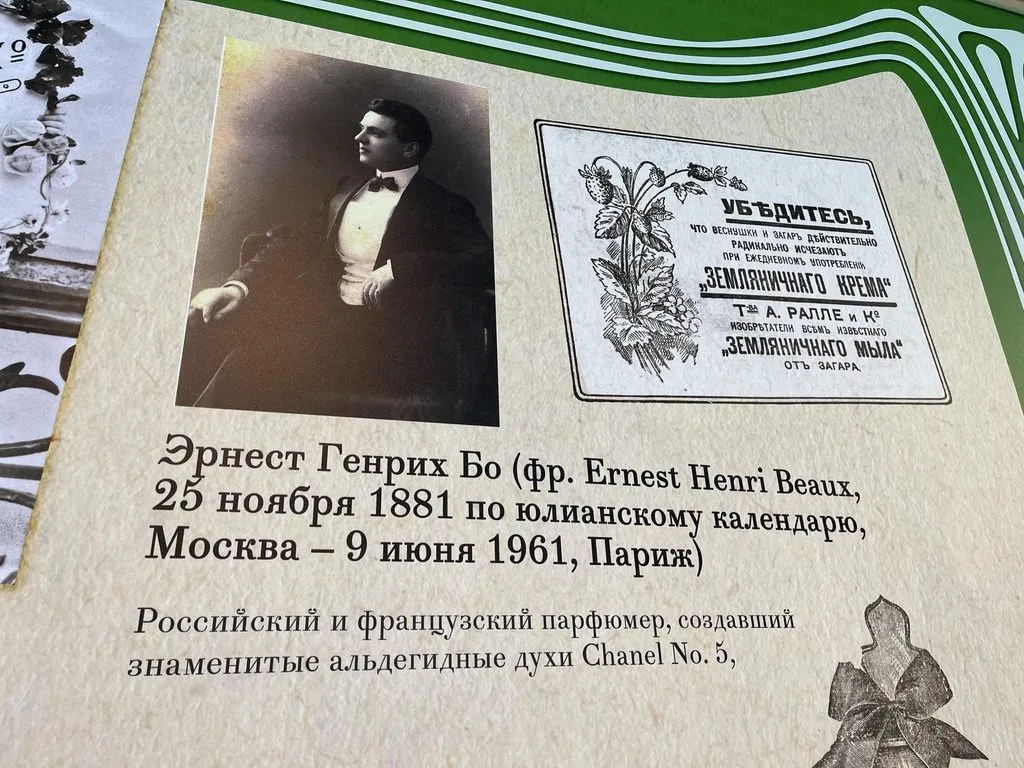 УБѢДИТЕСЬ,
ЧТО ВЕСНУШКИ И ЗАГАРЪ ДѢЙСТВИТЕЛЬНО
РАДИКАЛЬНО ИСЧЕЗАЮТЪ
ПРИ ЕЖЕДНЕВНОМЪ УПОТРЕБЛЕНІИ
„ЗЕМЛЯНИЧНАГО КРЕМА“
Т-ва А. РАЛЛЕ и Ко
ИЗОБРѢТАТЕЛИ ВСѢМЪ ИЗВѢСТНАГО
„ЗЕМЛЯНИЧНАГО МЫЛА“
ОТЪ ЗАГАРА.
Эрнест Генрих Бо (фр. Ernest Henri Beaux,
25 ноября 1881 по юлианскому календарю,
Москва – 9 июня 1961, Париж)
Российский и французский парфюмер, создавший
знаменитые альдегидные духи Chanel No. 5,